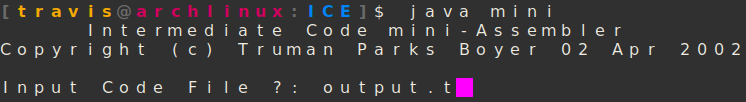 [travis@archlinux:ICE]$ java mini
Intermediate Code mini-Assembler
Copyright (c) Truman Parks Boyer 02 Apr 2002
Input Code File ?: output.t